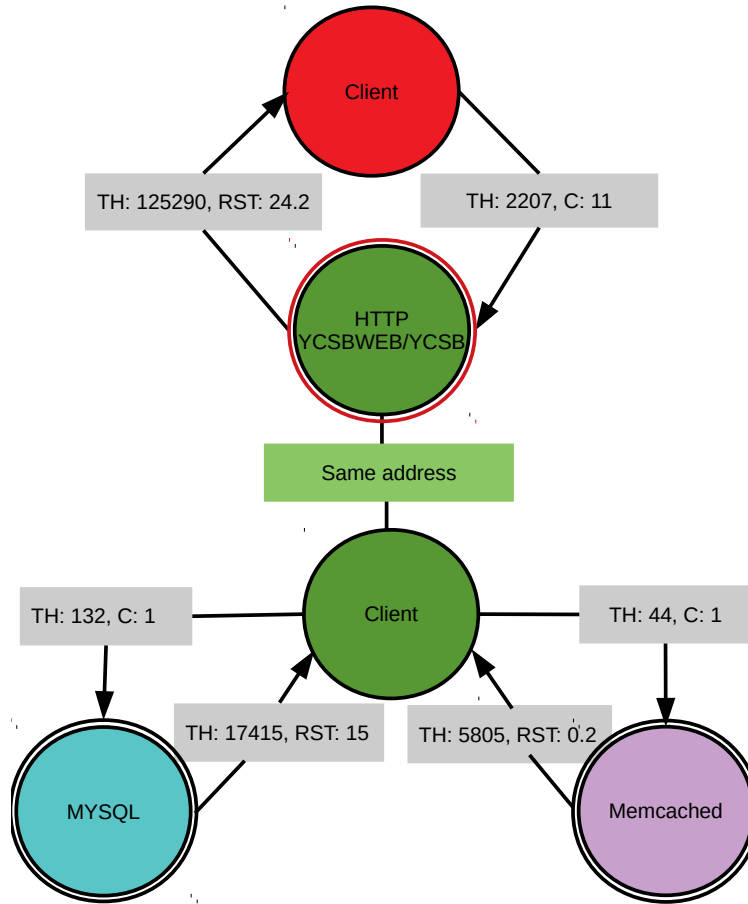 Client
TH: 125290, RST: 24.2
TH: 2207, C: 11
HTTP
YCSBWEB/YCSB
Same address
TH: 132, C: 1
Client
TH: 44, C: 1
TH: 17415, RST: 15
TH: 5805, RST: 0.2
MYSQL
Memcached